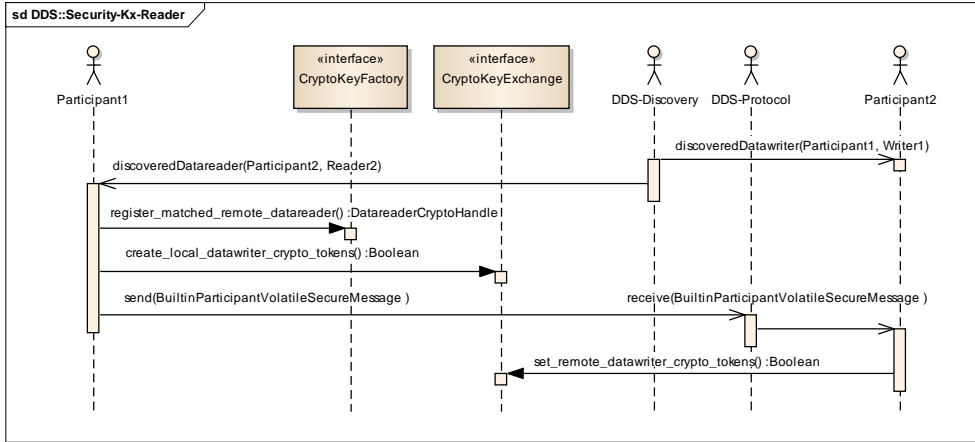 sd DDS::Security-Kx-Reader
«interface»
CryptoKeyFactory
«interface»
CryptoKeyExchange
Participant1
DDS-Discovery
DDS-Protocol
Participant2
discoveredDatawriter(Participant1, Writer1)
discoveredDatareader(Participant2, Reader2)
register_matched_remote_datareader() :DatareaderCryptoHandle
create_local_datawriter_crypto_tokens() :Boolean
send(BuiltinParticipantVolatileSecureMessage )
receive(BuiltinParticipantVolatileSecureMessage )
set_remote_datawriter_crypto_tokens() :Boolean